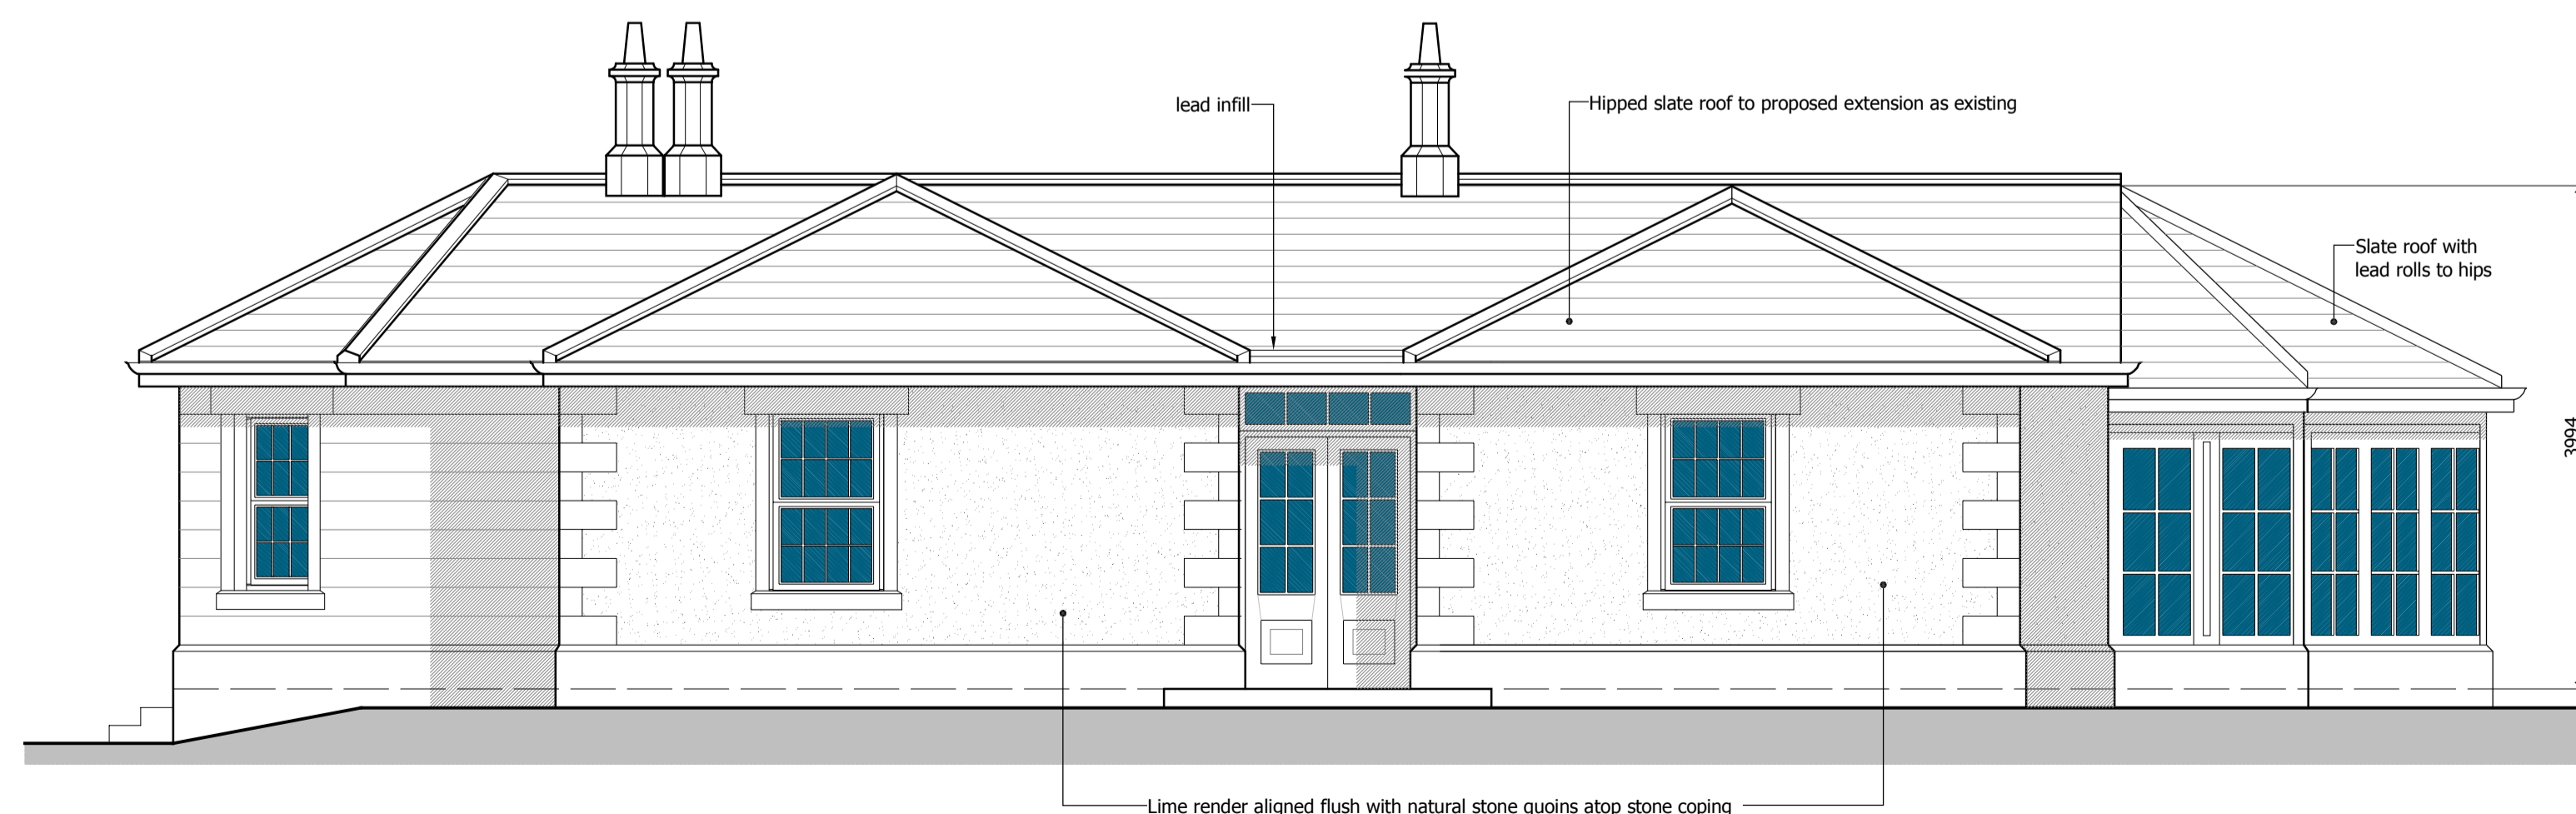 lead infill
Hipped slate roof to proposed extension as existing
Slate roof with
lead rolls to hips
3994
Lime render aligned flush with natural stone quoins atop stone coping